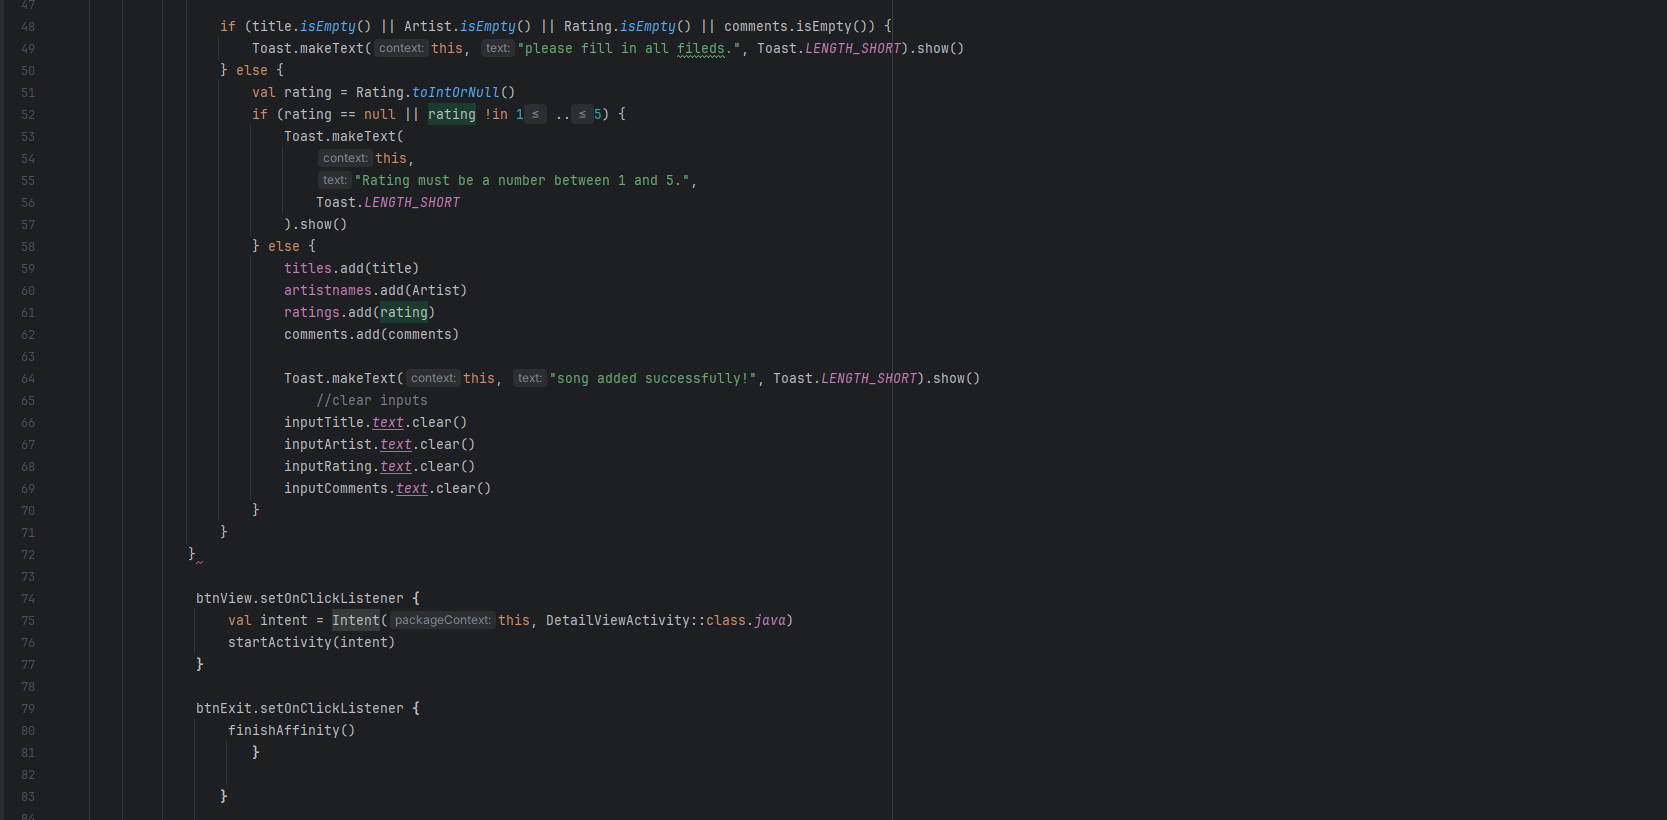 47
48 if (title.isEmpty() || Artist.isEmpty() || Rating.isEmpty() || comments.isEmpty()) {
49 Toast.makeText( context: this, text: "please fill in all fileds.", Toast.LENGTH_SHORT).show()
50 } else {
51 val rating = Rating.toIntOrNull()
52 if (rating == null || rating !in 1 ≤ .. ≤ 5) {
53 Toast.makeText(
54 context: this,
55 text: "Rating must be a number between 1 and 5.",
56 Toast.LENGTH_SHORT
57 ).show()
58 } else {
59 titles.add(title)
60 artistnames.add(Artist)
61 ratings.add(rating)
62 comments.add(comments)
63
64 Toast.makeText( context: this, text: "song added successfully!", Toast.LENGTH_SHORT).show()
65 //clear inputs
66 inputTitle.text.clear()
67 inputArtist.text.clear()
68 inputRating.text.clear()
69 inputComments.text.clear()
70 }
71 }
72 }
73
74 btnView.setOnClickListener {
75 val intent = Intent( packageContext: this, DetailViewActivity::class.java)
76 startActivity(intent)
77 }
78
79 btnExit.setOnClickListener {
80 finishAffinity()
81 }
82
83 }
84